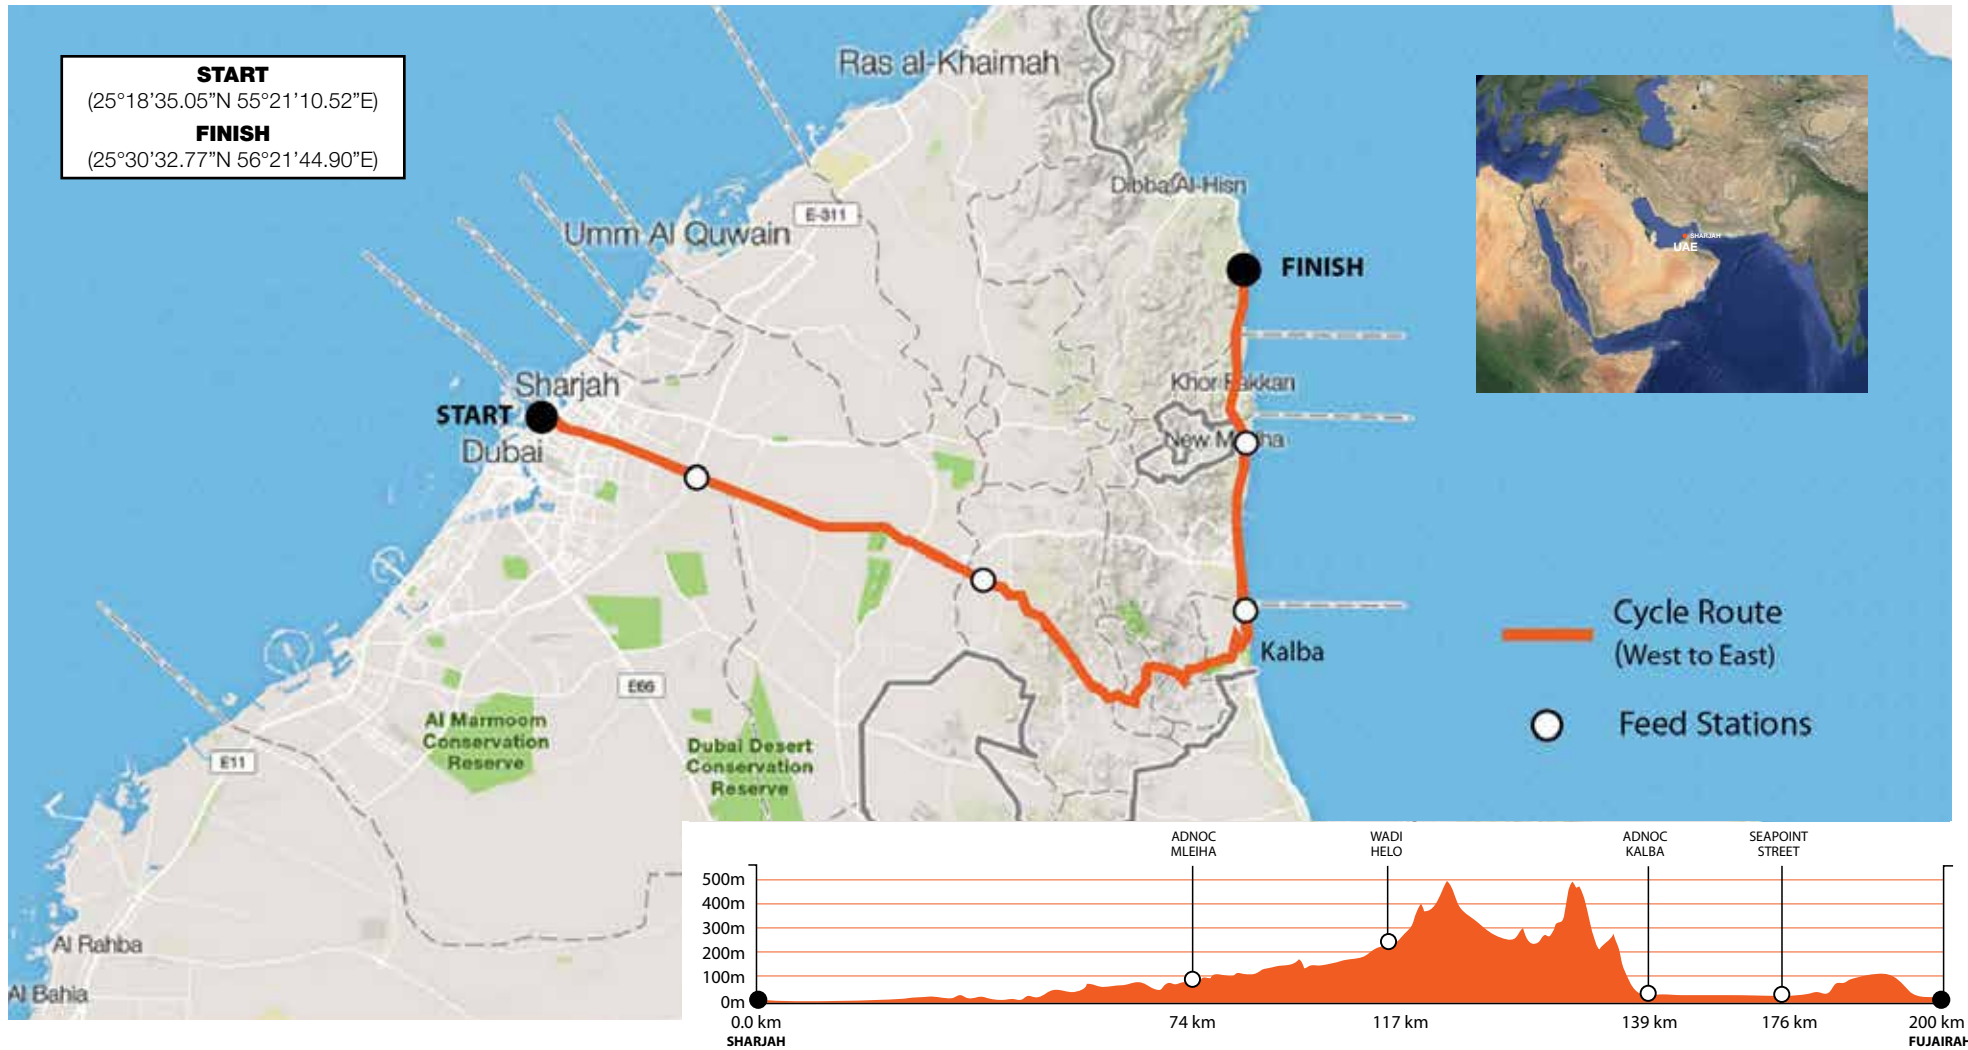 START
(25°18’35.05”N 55°21’10.52”E)
FINISH
(25°30’32.77”N 56°21’44.90”E)
Ras al-Khaimah
Dibba Al-Hisn
E-311
Umm Al Quwain
FINISH
SHARJAH
UAE
Khor Fakkan
Sharjah
START
Dubai
New M ha
Cycle Route
(West to East)
Kalba
E66
Feed Stations
Al Marmoom
Conservation
Reserve
Dubai Desert
Conservation
Reserve
E11
Al Rahba
Al Bahia
ADNOC
MLEIHA
WADI
HELO
ADNOC
KALBA
SEAPOINT
STREET
500m
400m
300m
200m
100m
0m
0.0 km
74 km
117 km
139 km
176 km
200 km
SHARJAH
FUJAIRAH